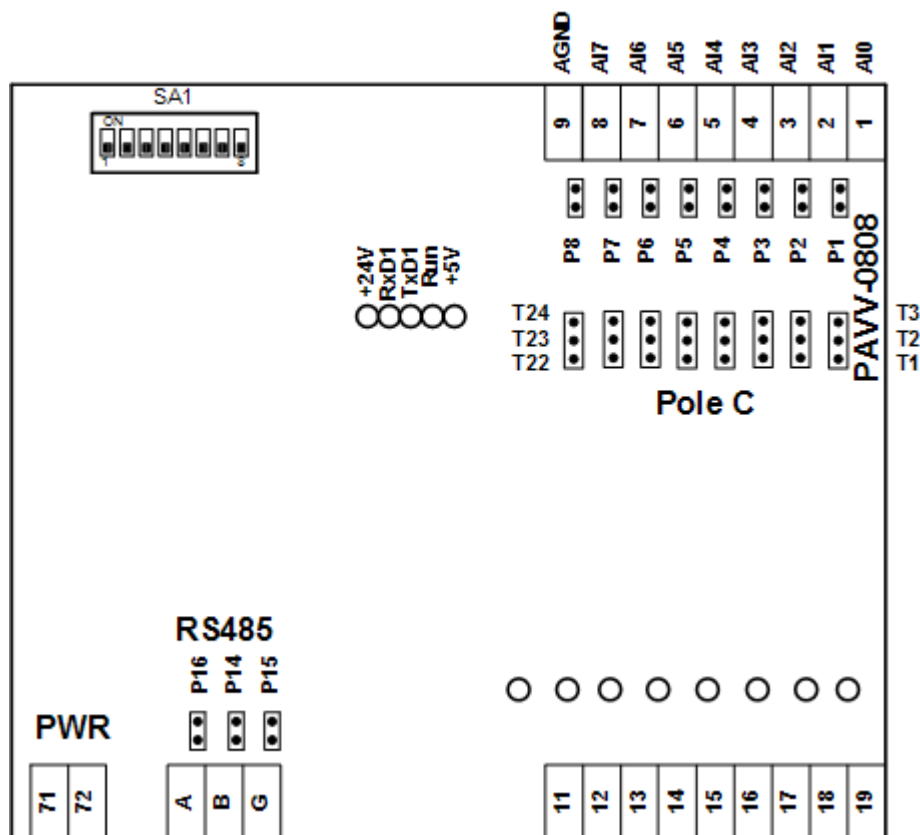 AGND AI7 AI6 AI5 AI4 AI3 AI2 AI1 AI0
SA1
ON
1 8
9 8 7 6 5 4 3 2 1
P8 P7 P6 P5 P4 P3 P2 P1
PAVV-0808
+24V RxD1 TxD1 Run +5V
T24 T3
T23 T2
T22 T1
Pole C
RS485
P16 P14 P15
PWR
71 72 A B G 11 12 13 14 15 16 17 18 19